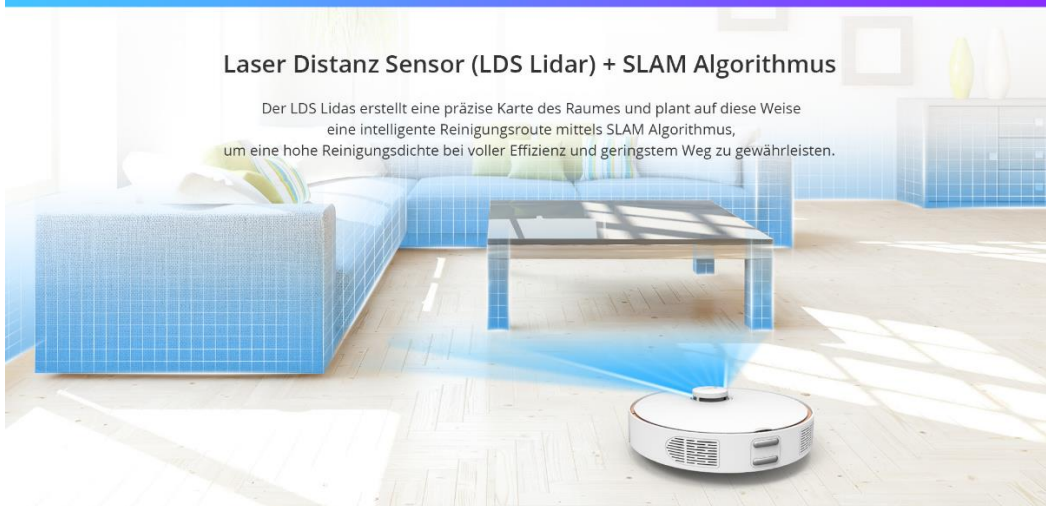 Laser Distanz Sensor (LDS Lidar) + SLAM Algorithmus
Der LDS Lidas erstellt eine präzise Karte des Raumes und plant auf diese Weise
eine intelligente Reinigungsroute mittels SLAM Algorithmus,
um eine hohe Reinigungsdichte bei voller Effizienz und geringstem Weg zu gewährleisten.